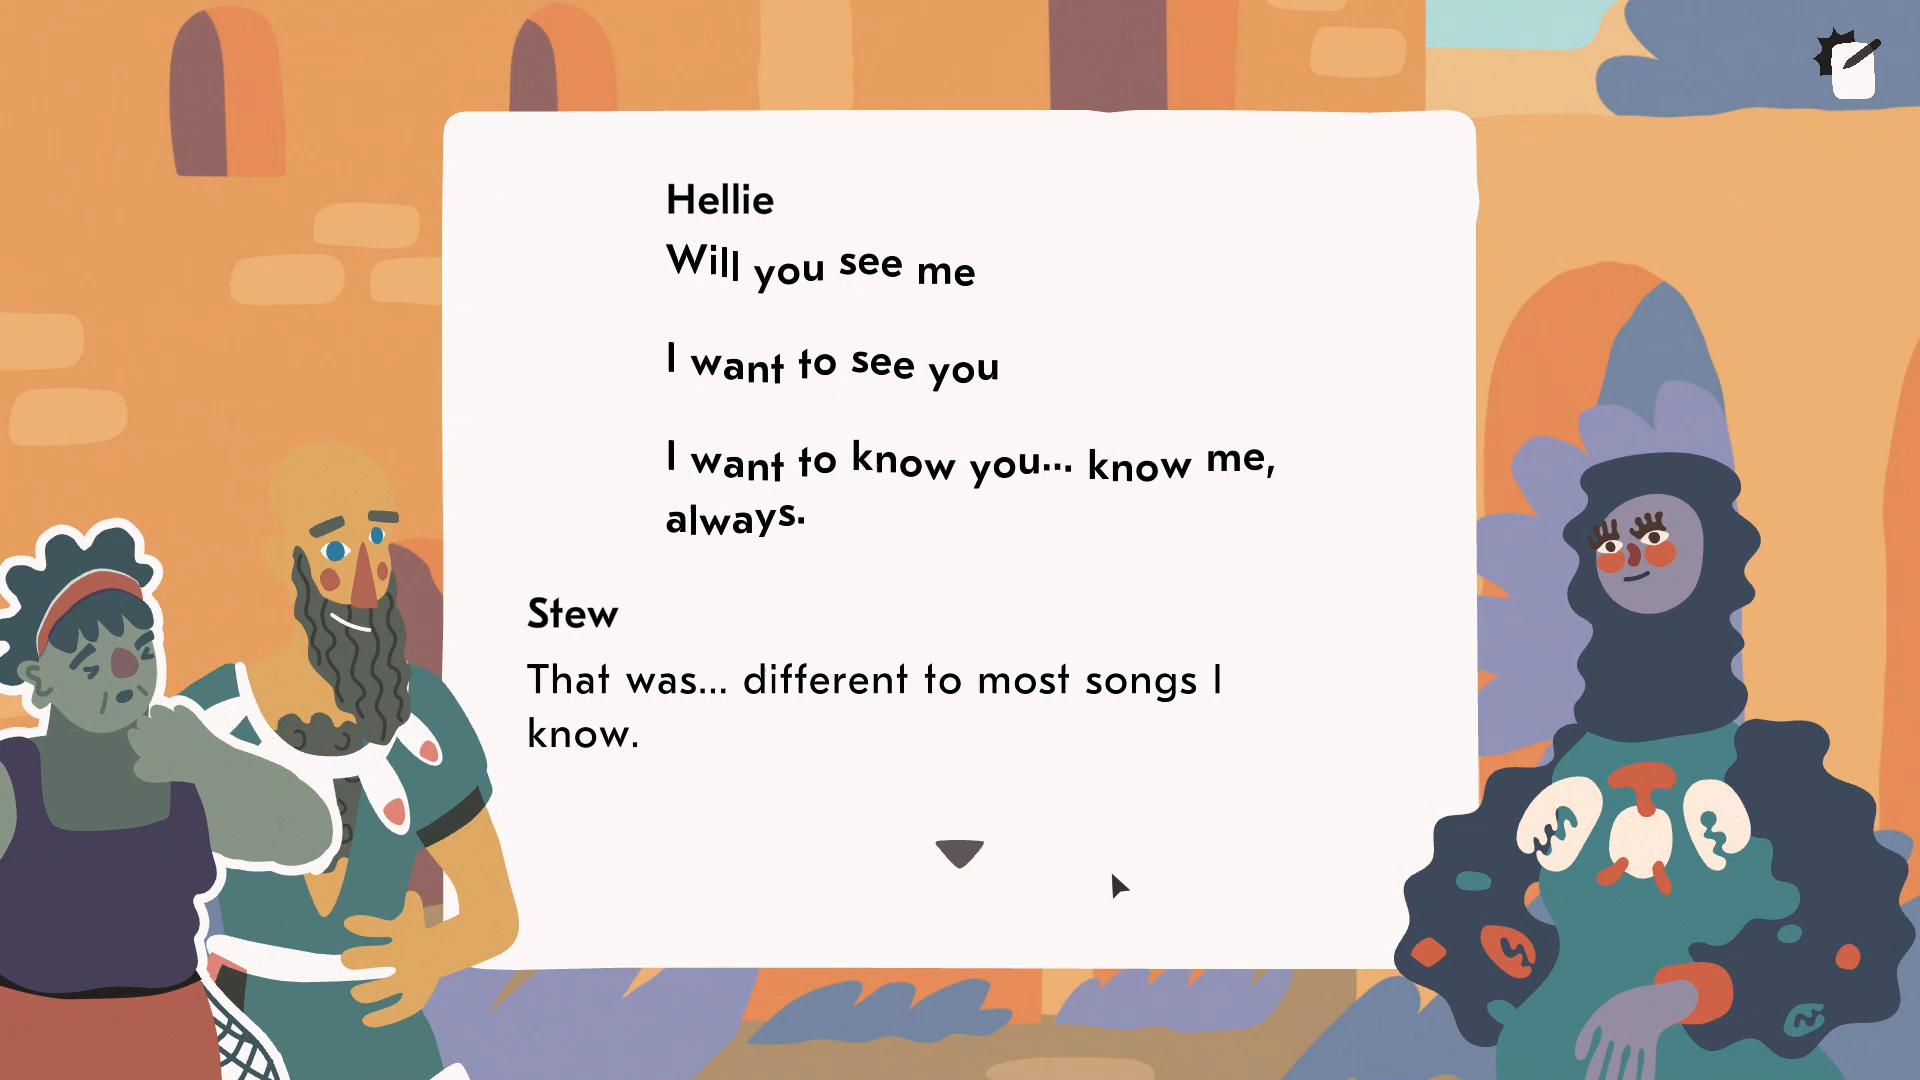 Hellie
Will you see me
I want to see you
I want to know you... know me,
always.
Stew
That was... different to most songs I
know.